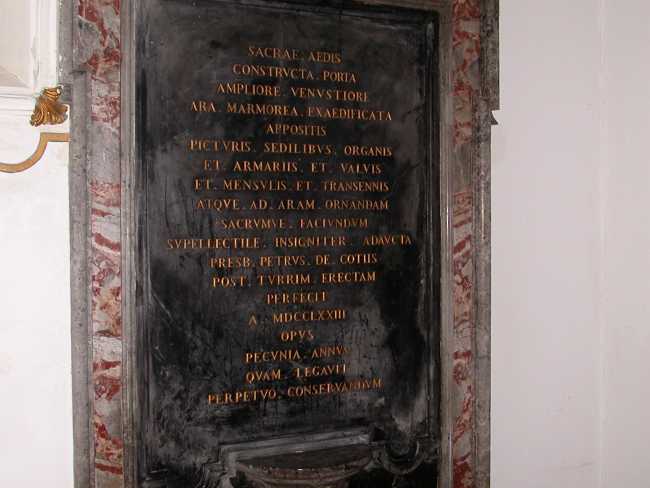 SACRAE . AEDIS
CONSTRVCTA . PORTA
AMPLIORE . VENVSTIORE
ARA . MARMOREA . EXAEDIFICATA
APPOSITIS
PICTVRIS . SEDILIBVS . ORGANIS
ET . ARMARIIS . ET . VALVIS
ET . MENSVLIS . ET . TRANSENNIS
ATQVE . AD . ARAM . ORNANDAM
SACRVMVE . FACIVNDVM
SVPELLECTILE . INSIGNITER . ADAVCTA
PRESB . PETRVS . DE . COTIIS
POST . TVRRIM . ERECTAM
PERFECIT
A . MDCCLXXIII
OPVS
PECVNIA . ANNVA
QVAM . LEGAVIT
PERPETVO . CONSERVANDVM